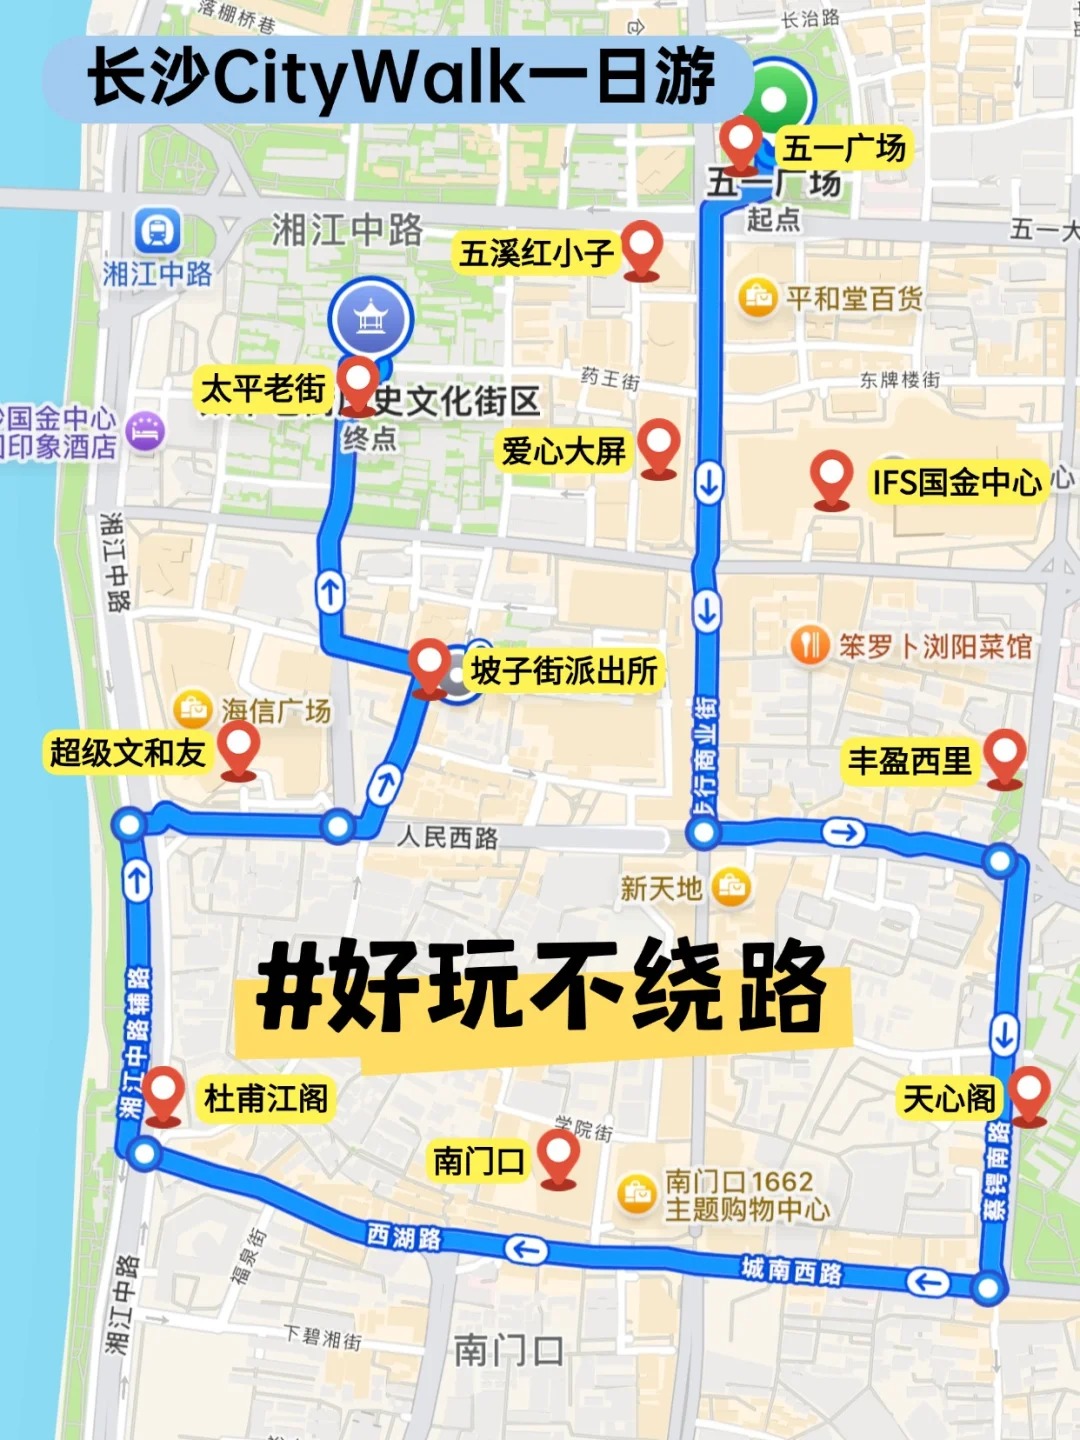 落棚桥巷
长治路
长沙CityWalk一日游
五一广场
五一广场
起点
湘江中路
五一大
五溪红小子
湘江中路
平和堂百货
药王街
东牌楼街
太平老街
史文化街区
终点
国金中心
印象酒店
爱心大屏
IFS国金中心
心
湘江中路
笨罗卜浏阳菜馆
坡子街派出所
海信广场
步行商业街
超级文和友
丰盈西里
人民西路
新天地
#好玩不绕路
湘江中路辅路
杜甫江阁
天心阁
学院街
南门口
蔡锷南路
南门口1662
主题购物中心
西湖路
城南西路
福泉街
湘江中路
下碧湘街
南门口